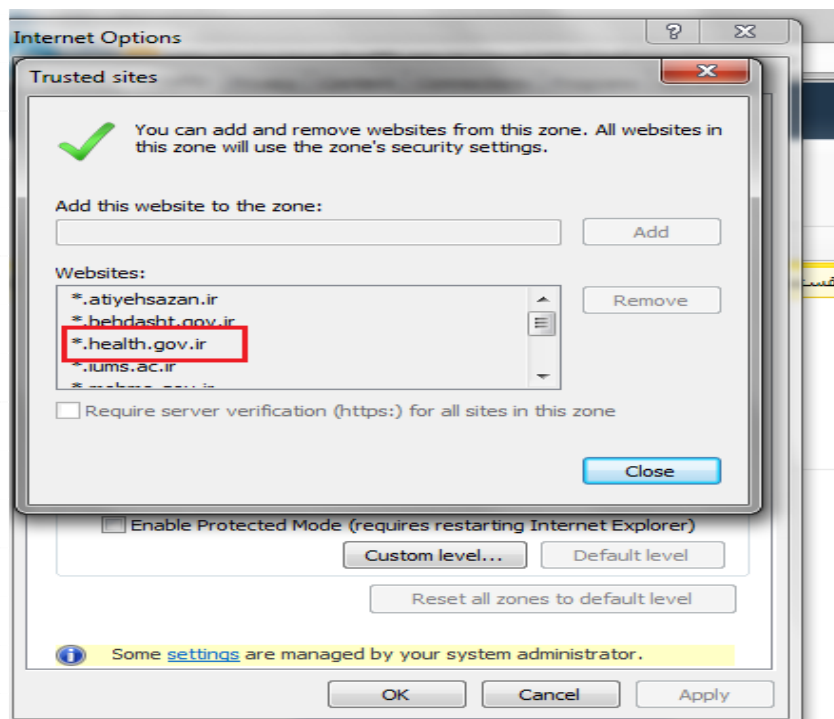 Internet Options
Trusted sites
You can add and remove websites from this zone. All websites in
this zone will use the zone's security settings.
Add this website to the zone:
Add
Websites:
*.atiyehsazan.ir
*.behdasht.gov.ir
*.health.gov.ir
*.iums.ac.ir
Remove
Require server verification (https:) for all sites in this zone
Close
Enable Protected Mode (requires restarting Internet Explorer)
Custom level...
Default level
Reset all zones to default level
Some settings are managed by your system administrator.
OK
Cancel
Apply